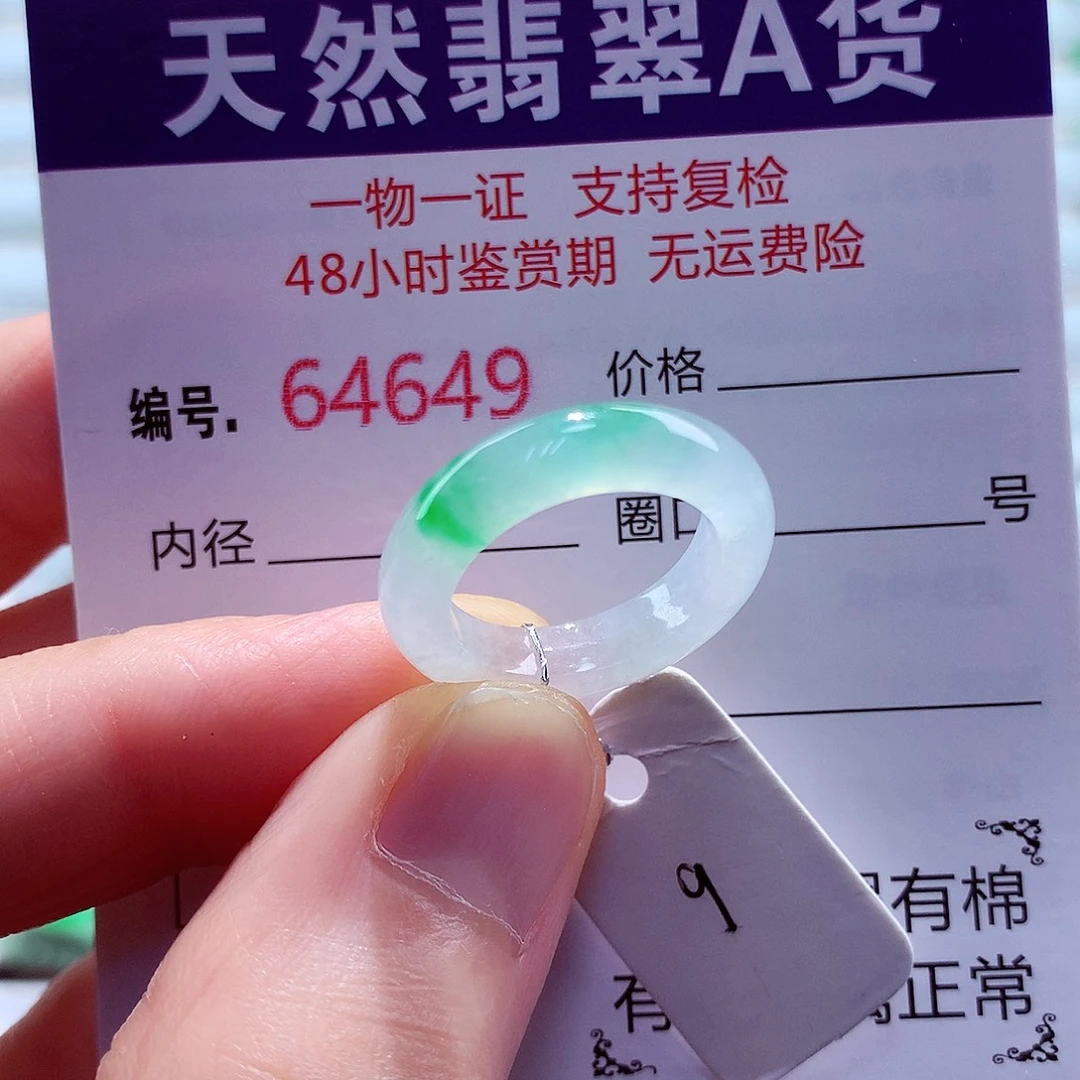 天然翡翠A货
一物一证 支持复检
48小时鉴赏期 无运费险
编号. 64649 价格
内径 圈口 号
9
有棉
有 正常